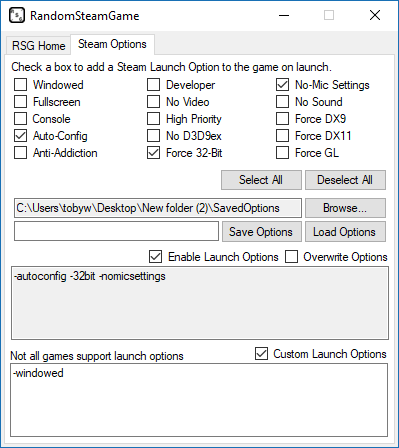 RSG RandomSteamGame
RSG Home Steam Options
Check a box to add a Steam Launch Option to the game on launch.
Windowed Developer No-Mic Settings
Fullscreen No Video No Sound
Console High Priority Force DX9
Auto-Config No D3D9ex Force DX11
Anti-Addiction Force 32-Bit Force GL
Select All Deselect All
C:\Users\tobyw\Desktop\New folder (2)\SavedOptions Browse...
Save Options Load Options
Enable Launch Options Overwrite Options
-autoconfig -32bit -nomicsettings
Not all games support launch options Custom Launch Options
-windowed